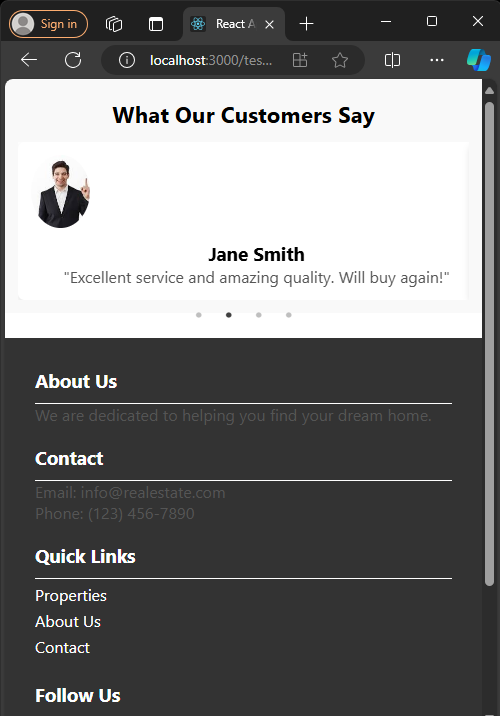 Sign in
React A
localhost:3000/tes...
What Our Customers Say
Jane Smith
"Excellent service and amazing quality. Will buy again!"
About Us
We are dedicated to helping you find your dream home.
Contact
Email: info@realestate.com
Phone: (123) 456-7890
Quick Links
Properties
About Us
Contact
Follow Us